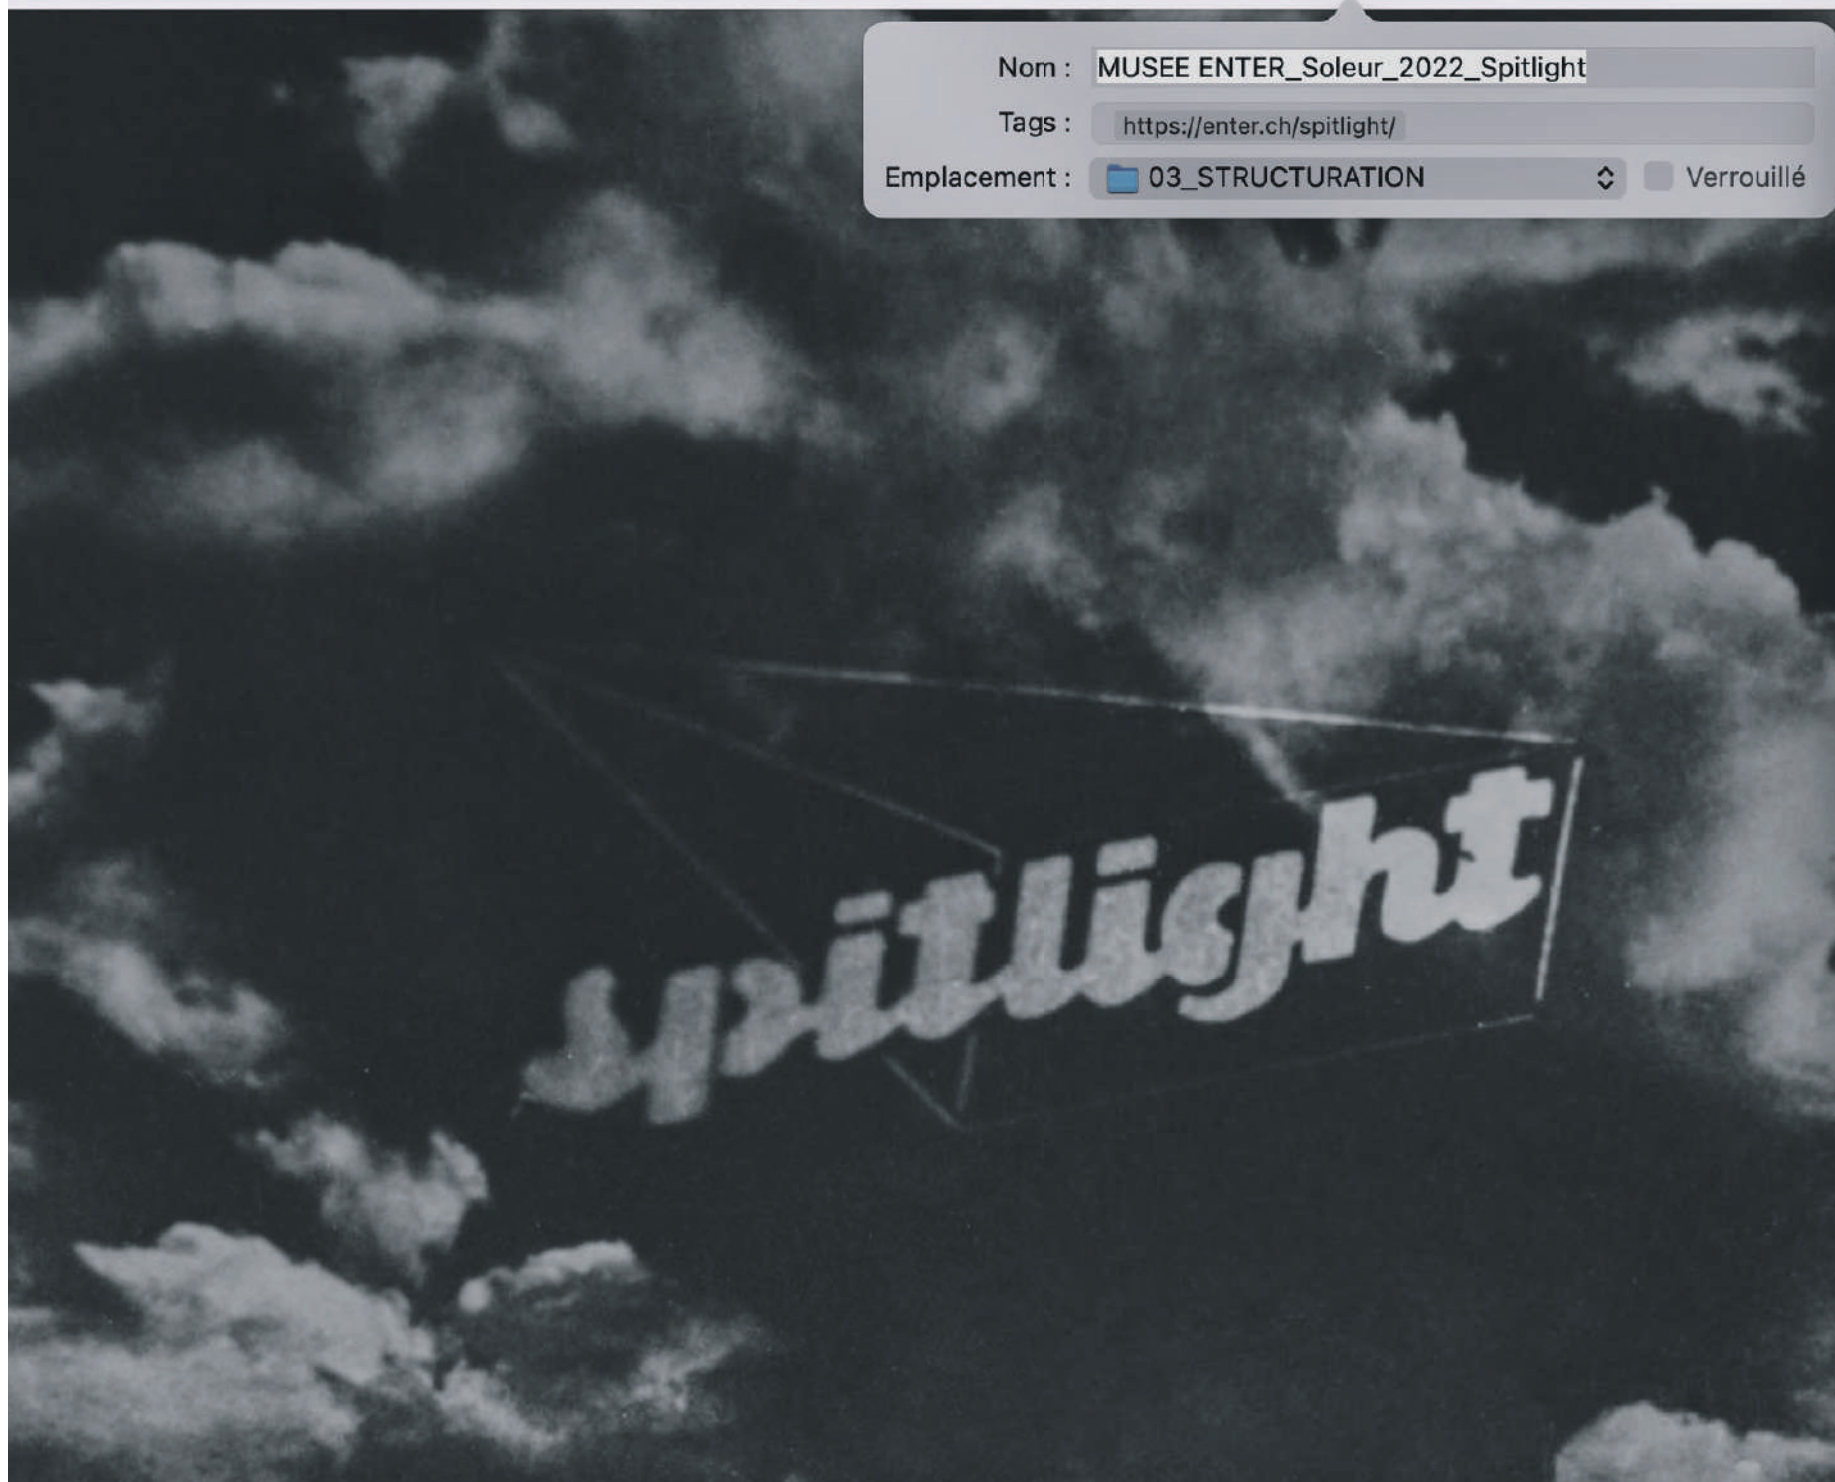 Nom : MUSEE ENTER_Soleur_2022_Spitlight
Tags : https://enter.ch/spitlight/
Emplacement : 03_STRUCTURATION Verrouillé
spitlight